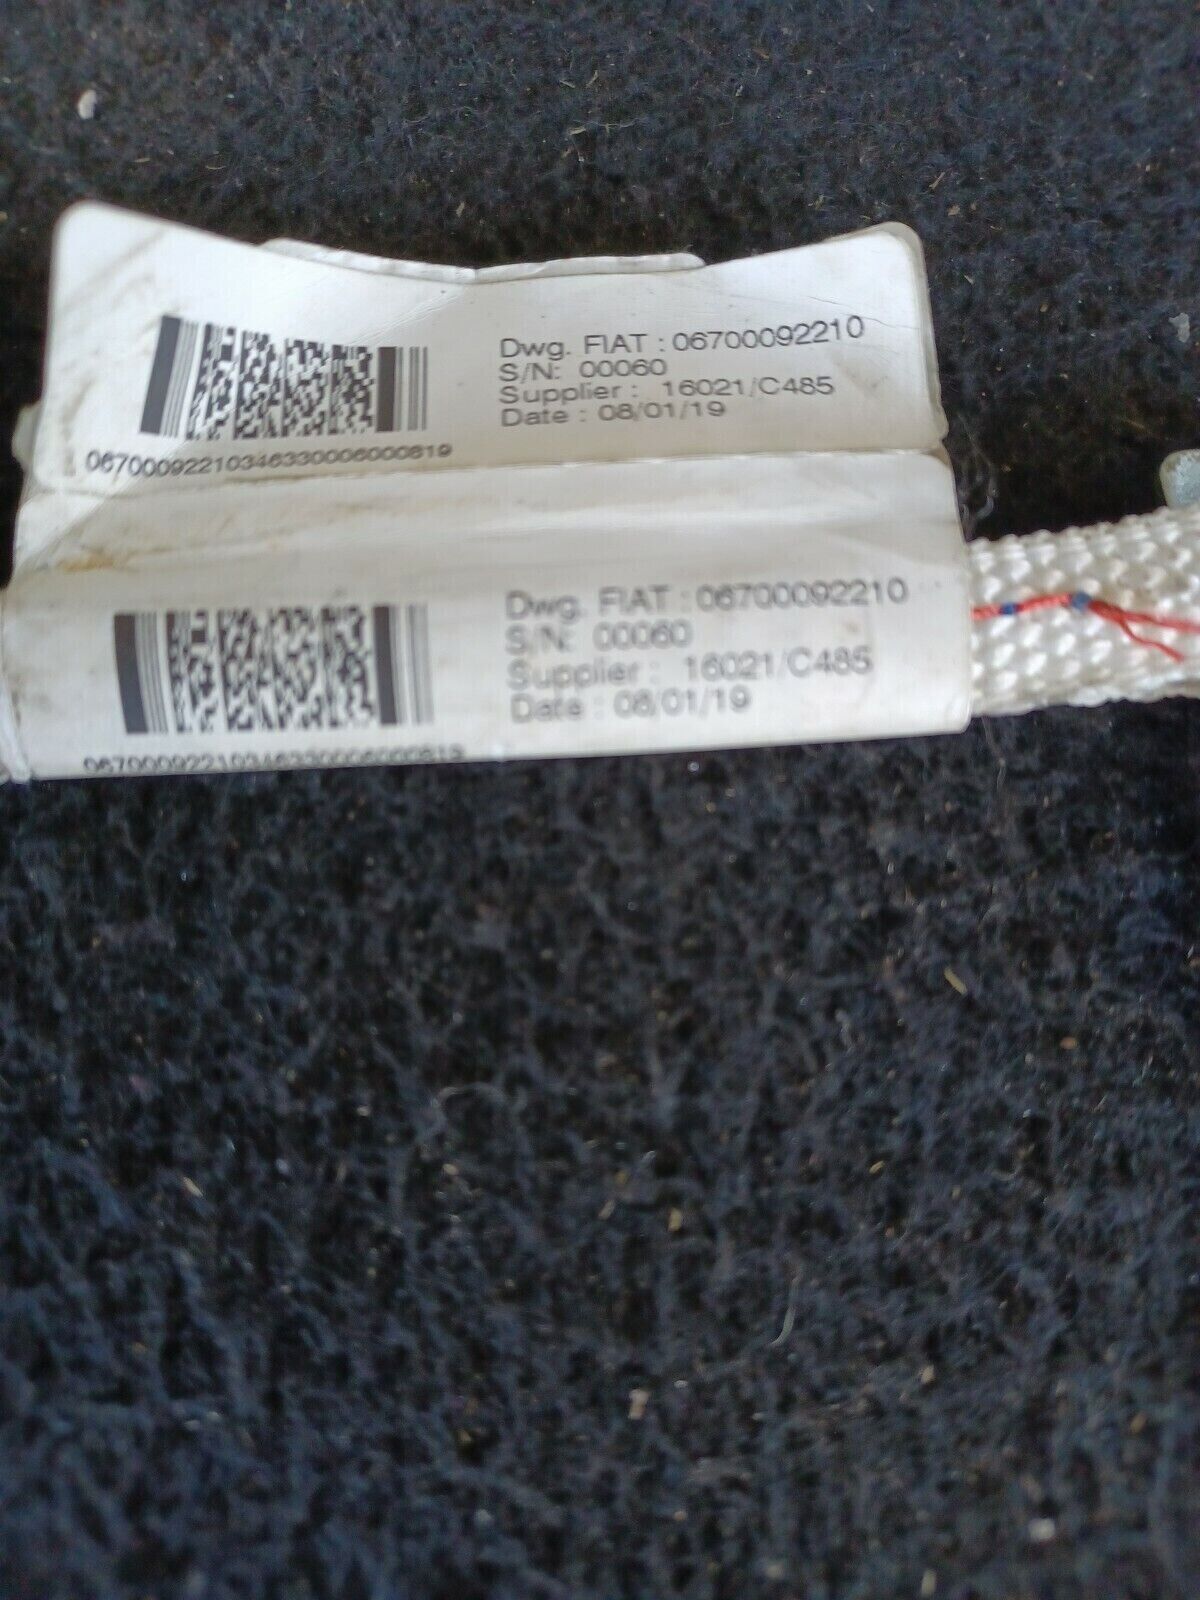 Dwg. FIAT : 06700092210
S/N: 00060
Supplier : 16021/C485
Date : 08/01/19
06700092210346330006000819
Dwg. FIAT : 06700092210
S/N: 00060
Supplier : 16021/C485
Date : 08/01/19